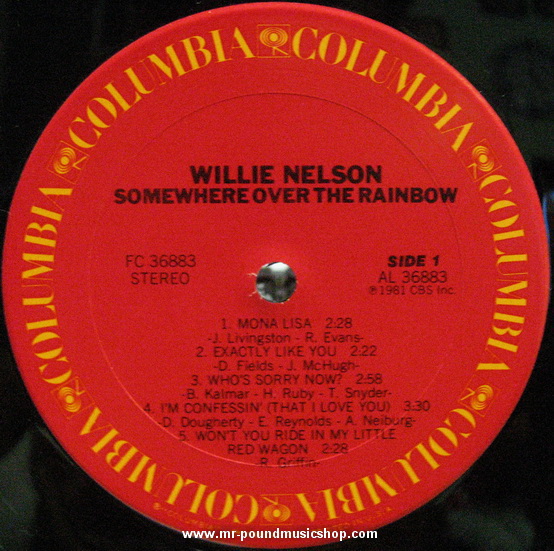 COLUMBIA
COLUMBIA
COLUMBIA
COLUMBIA
COLUMBIA
COLUMBIA
COLUMBIA
WILLIE NELSON
SOMEWHERE OVER THE RAINBOW
FC 36883
STEREO
SIDE 1
AL 36883
℗ 1981 CBS Inc.
1. MONA LISA 2:28
-J. Livingston - R. Evans-
2. EXACTLY LIKE YOU 2:22
-D. Fields - J. McHugh-
3. WHO'S SORRY NOW? 2:58
-B. Kalmar - H. Ruby - T. Snyder-
4. I'M CONFESSIN' (THAT I LOVE YOU) 3:30
-D. Dougherty - E. Reynolds - A. Neiburg-
5. WON'T YOU RIDE IN MY LITTLE
RED WAGON 2:28
-R. Griffin-
www.mr-poundmusicshop.com